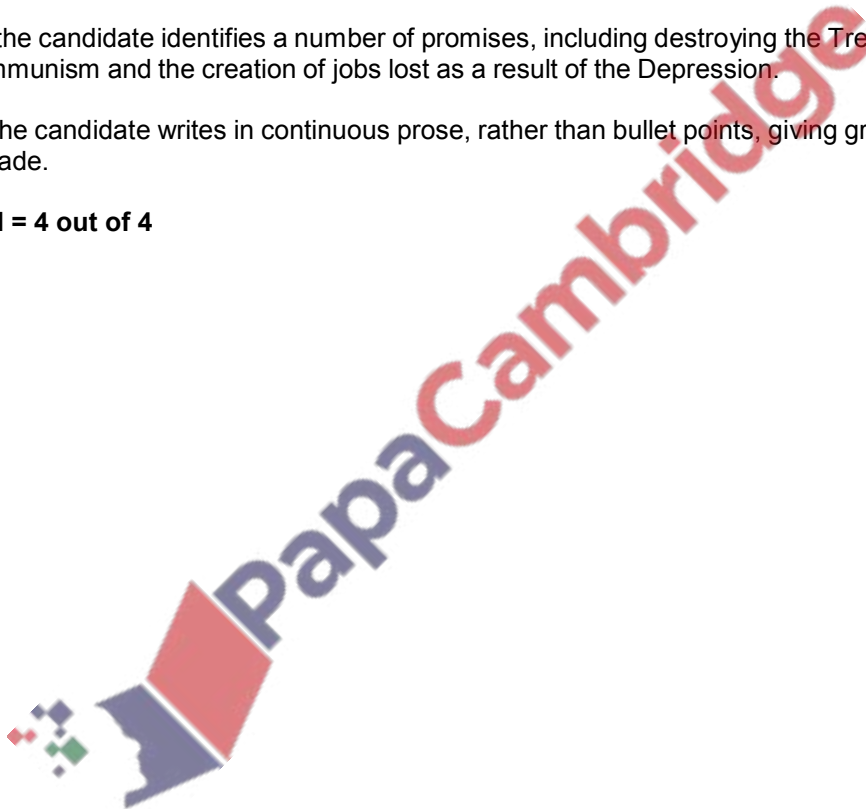 the candidate identifies a number of promises, including destroying the Tre
mmunism and the creation of jobs lost as a result of the Depression.
he candidate writes in continuous prose, rather than bullet points, giving gr
ade.
= 4 out of 4
PapaCambridge